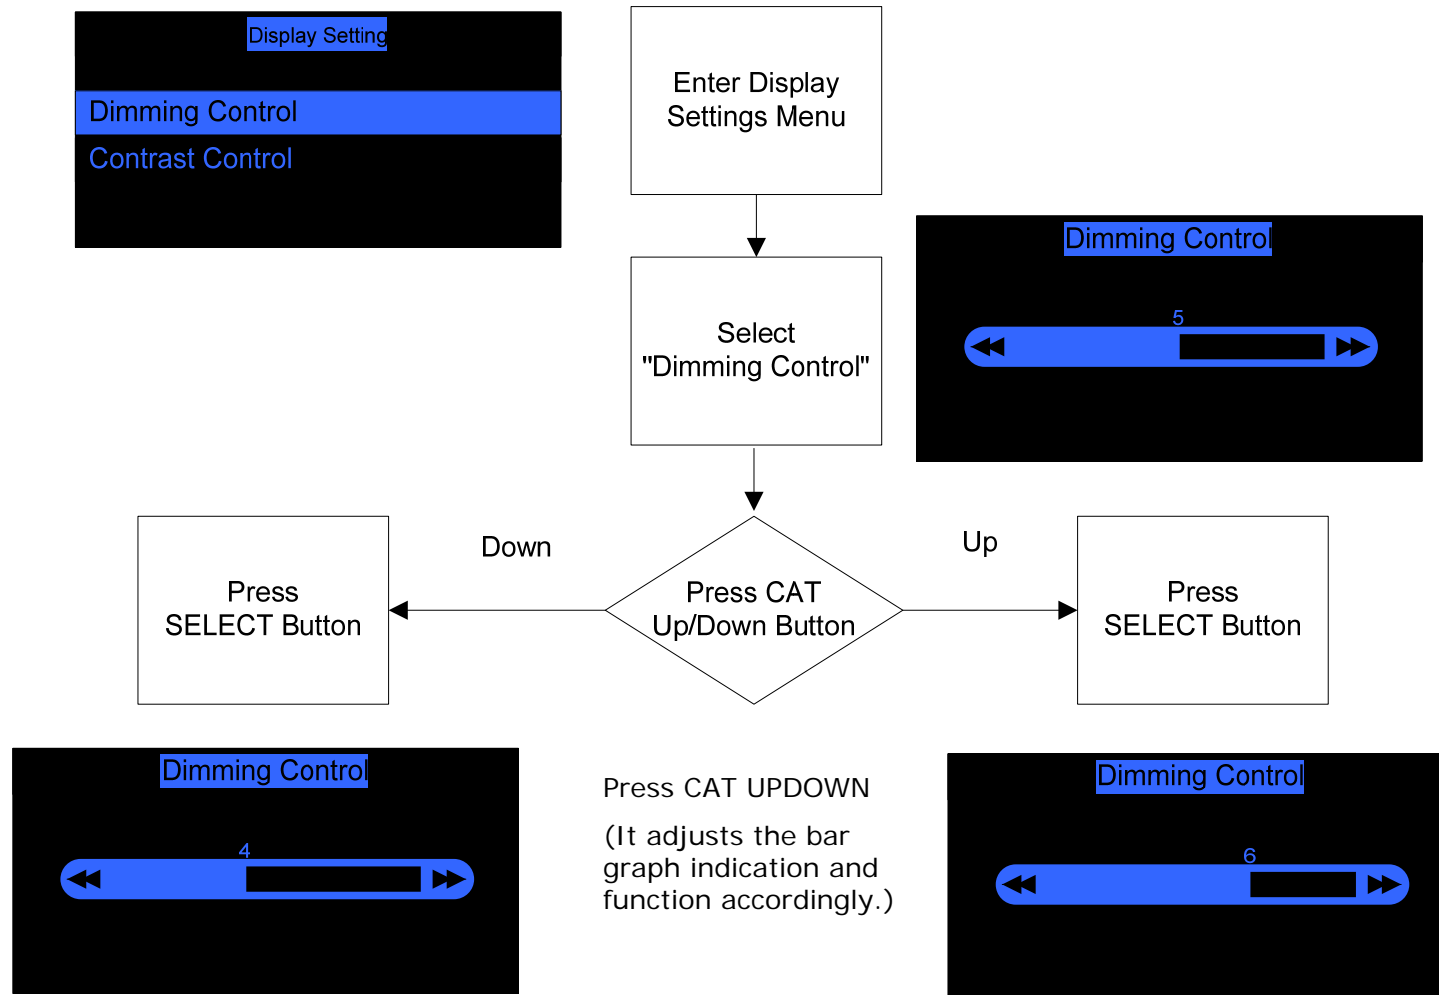 Display Setting
Dimming Control
Contrast Control
Enter Display
Settings Menu
Select
"Dimming Control"
Dimming Control
5
Down
Up
Press
SELECT Button
Press CAT
Up/Down Button
Press
SELECT Button
Dimming Control
4
Press CAT UPDOWN
(It adjusts the bar
graph indication and
function accordingly.)
Dimming Control
6